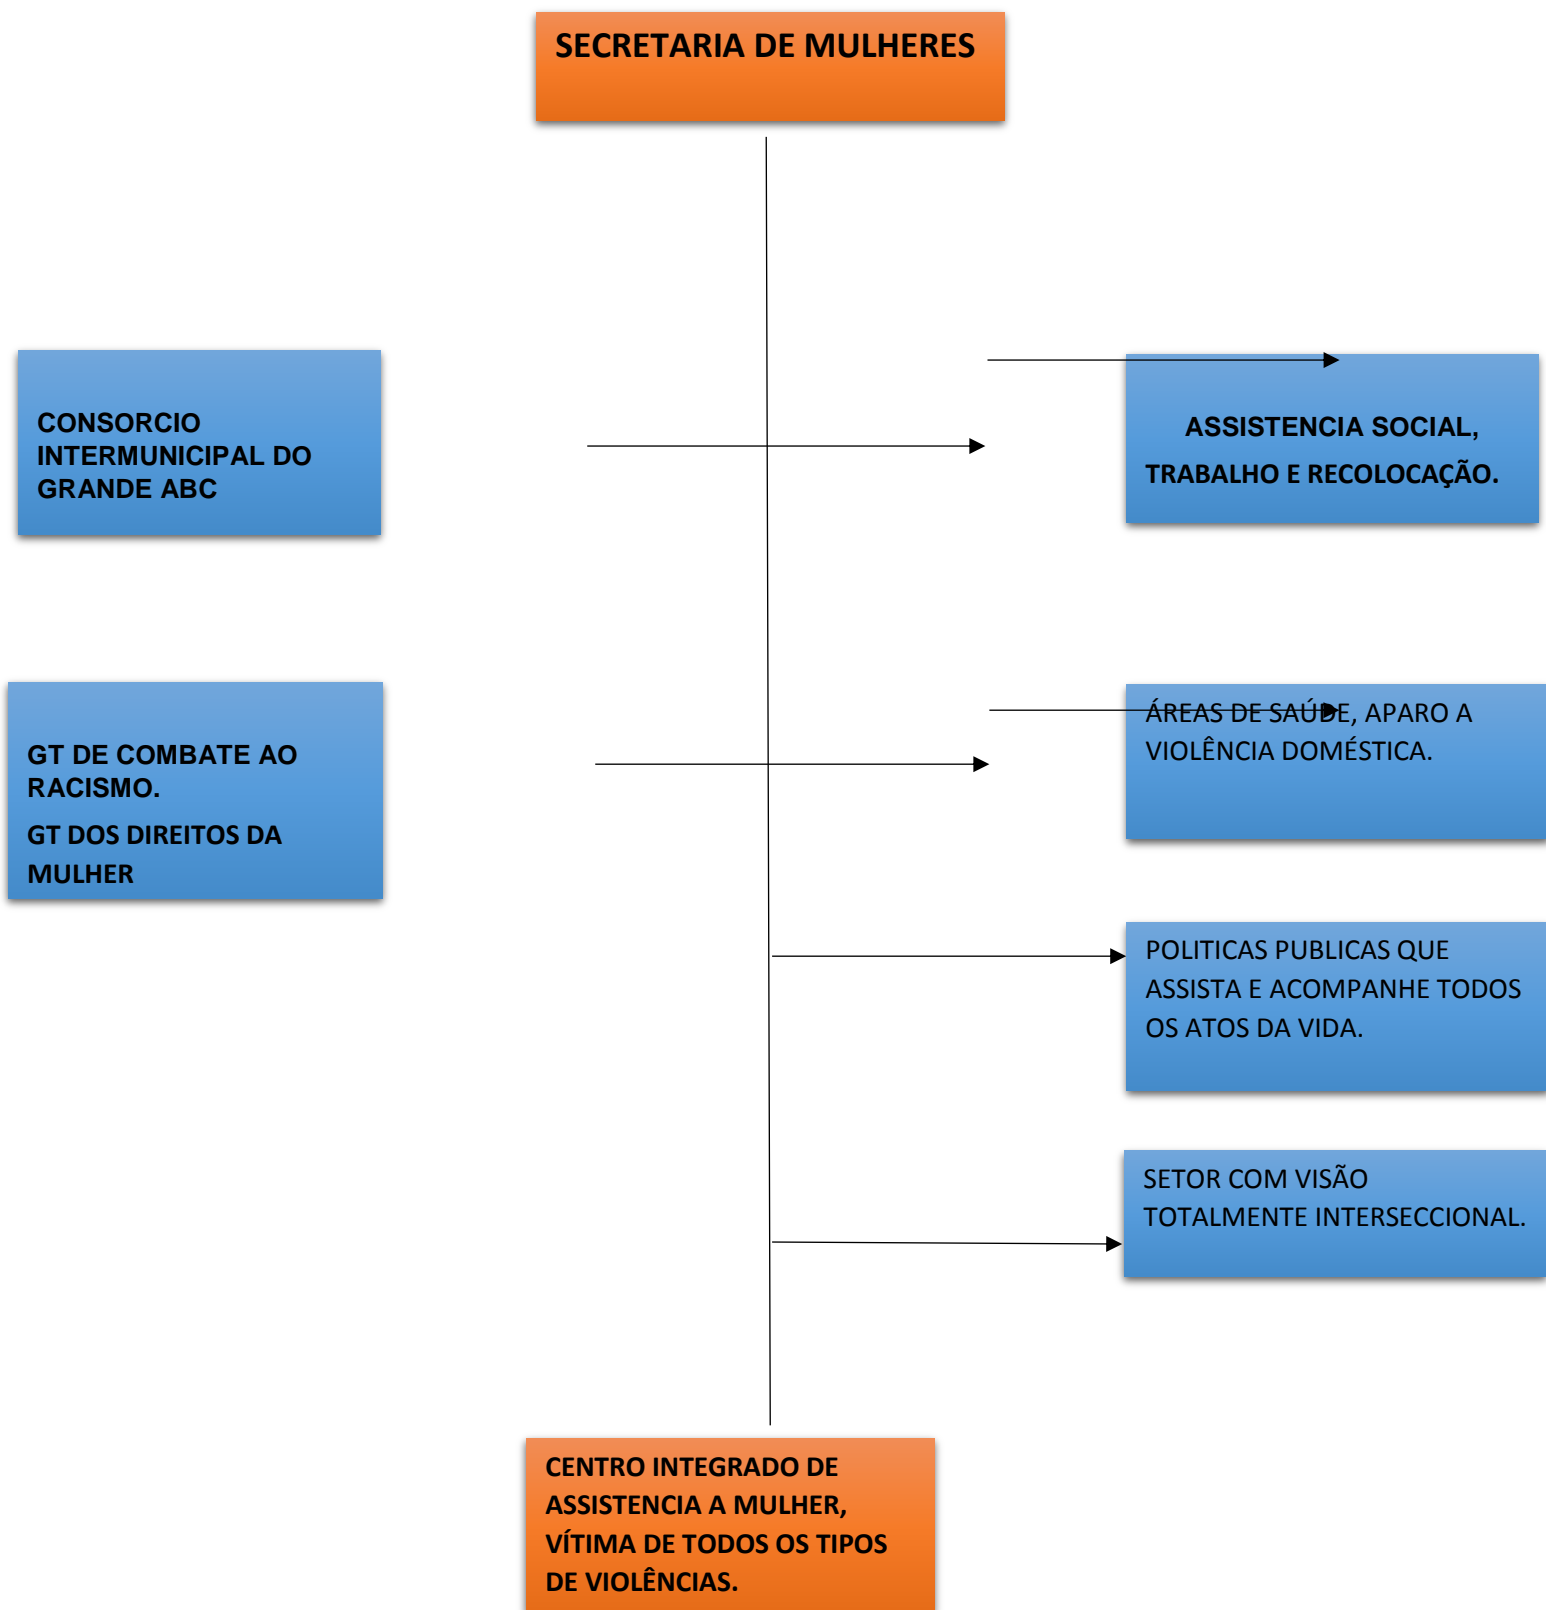 SECRETARIA DE MULHERES
CONSORCIO
INTERMUNICIPAL DO
GRANDE ABC
ASSISTENCIA SOCIAL,
TRABALHO E RECOLOCAÇÃO.
GT DE COMBATE AO
RACISMO.
GT DOS DIREITOS DA
MULHER
ÁREAS DE SAÚDE, APARO A
VIOLÊNCIA DOMÉSTICA.
POLITICAS PUBLICAS QUE
ASSISTA E ACOMPANHE TODOS
OS ATOS DA VIDA.
SETOR COM VISÃO
TOTALMENTE INTERSECCIONAL.
CENTRO INTEGRADO DE
ASSISTENCIA A MULHER,
VÍTIMA DE TODOS OS TIPOS
DE VIOLÊNCIAS.